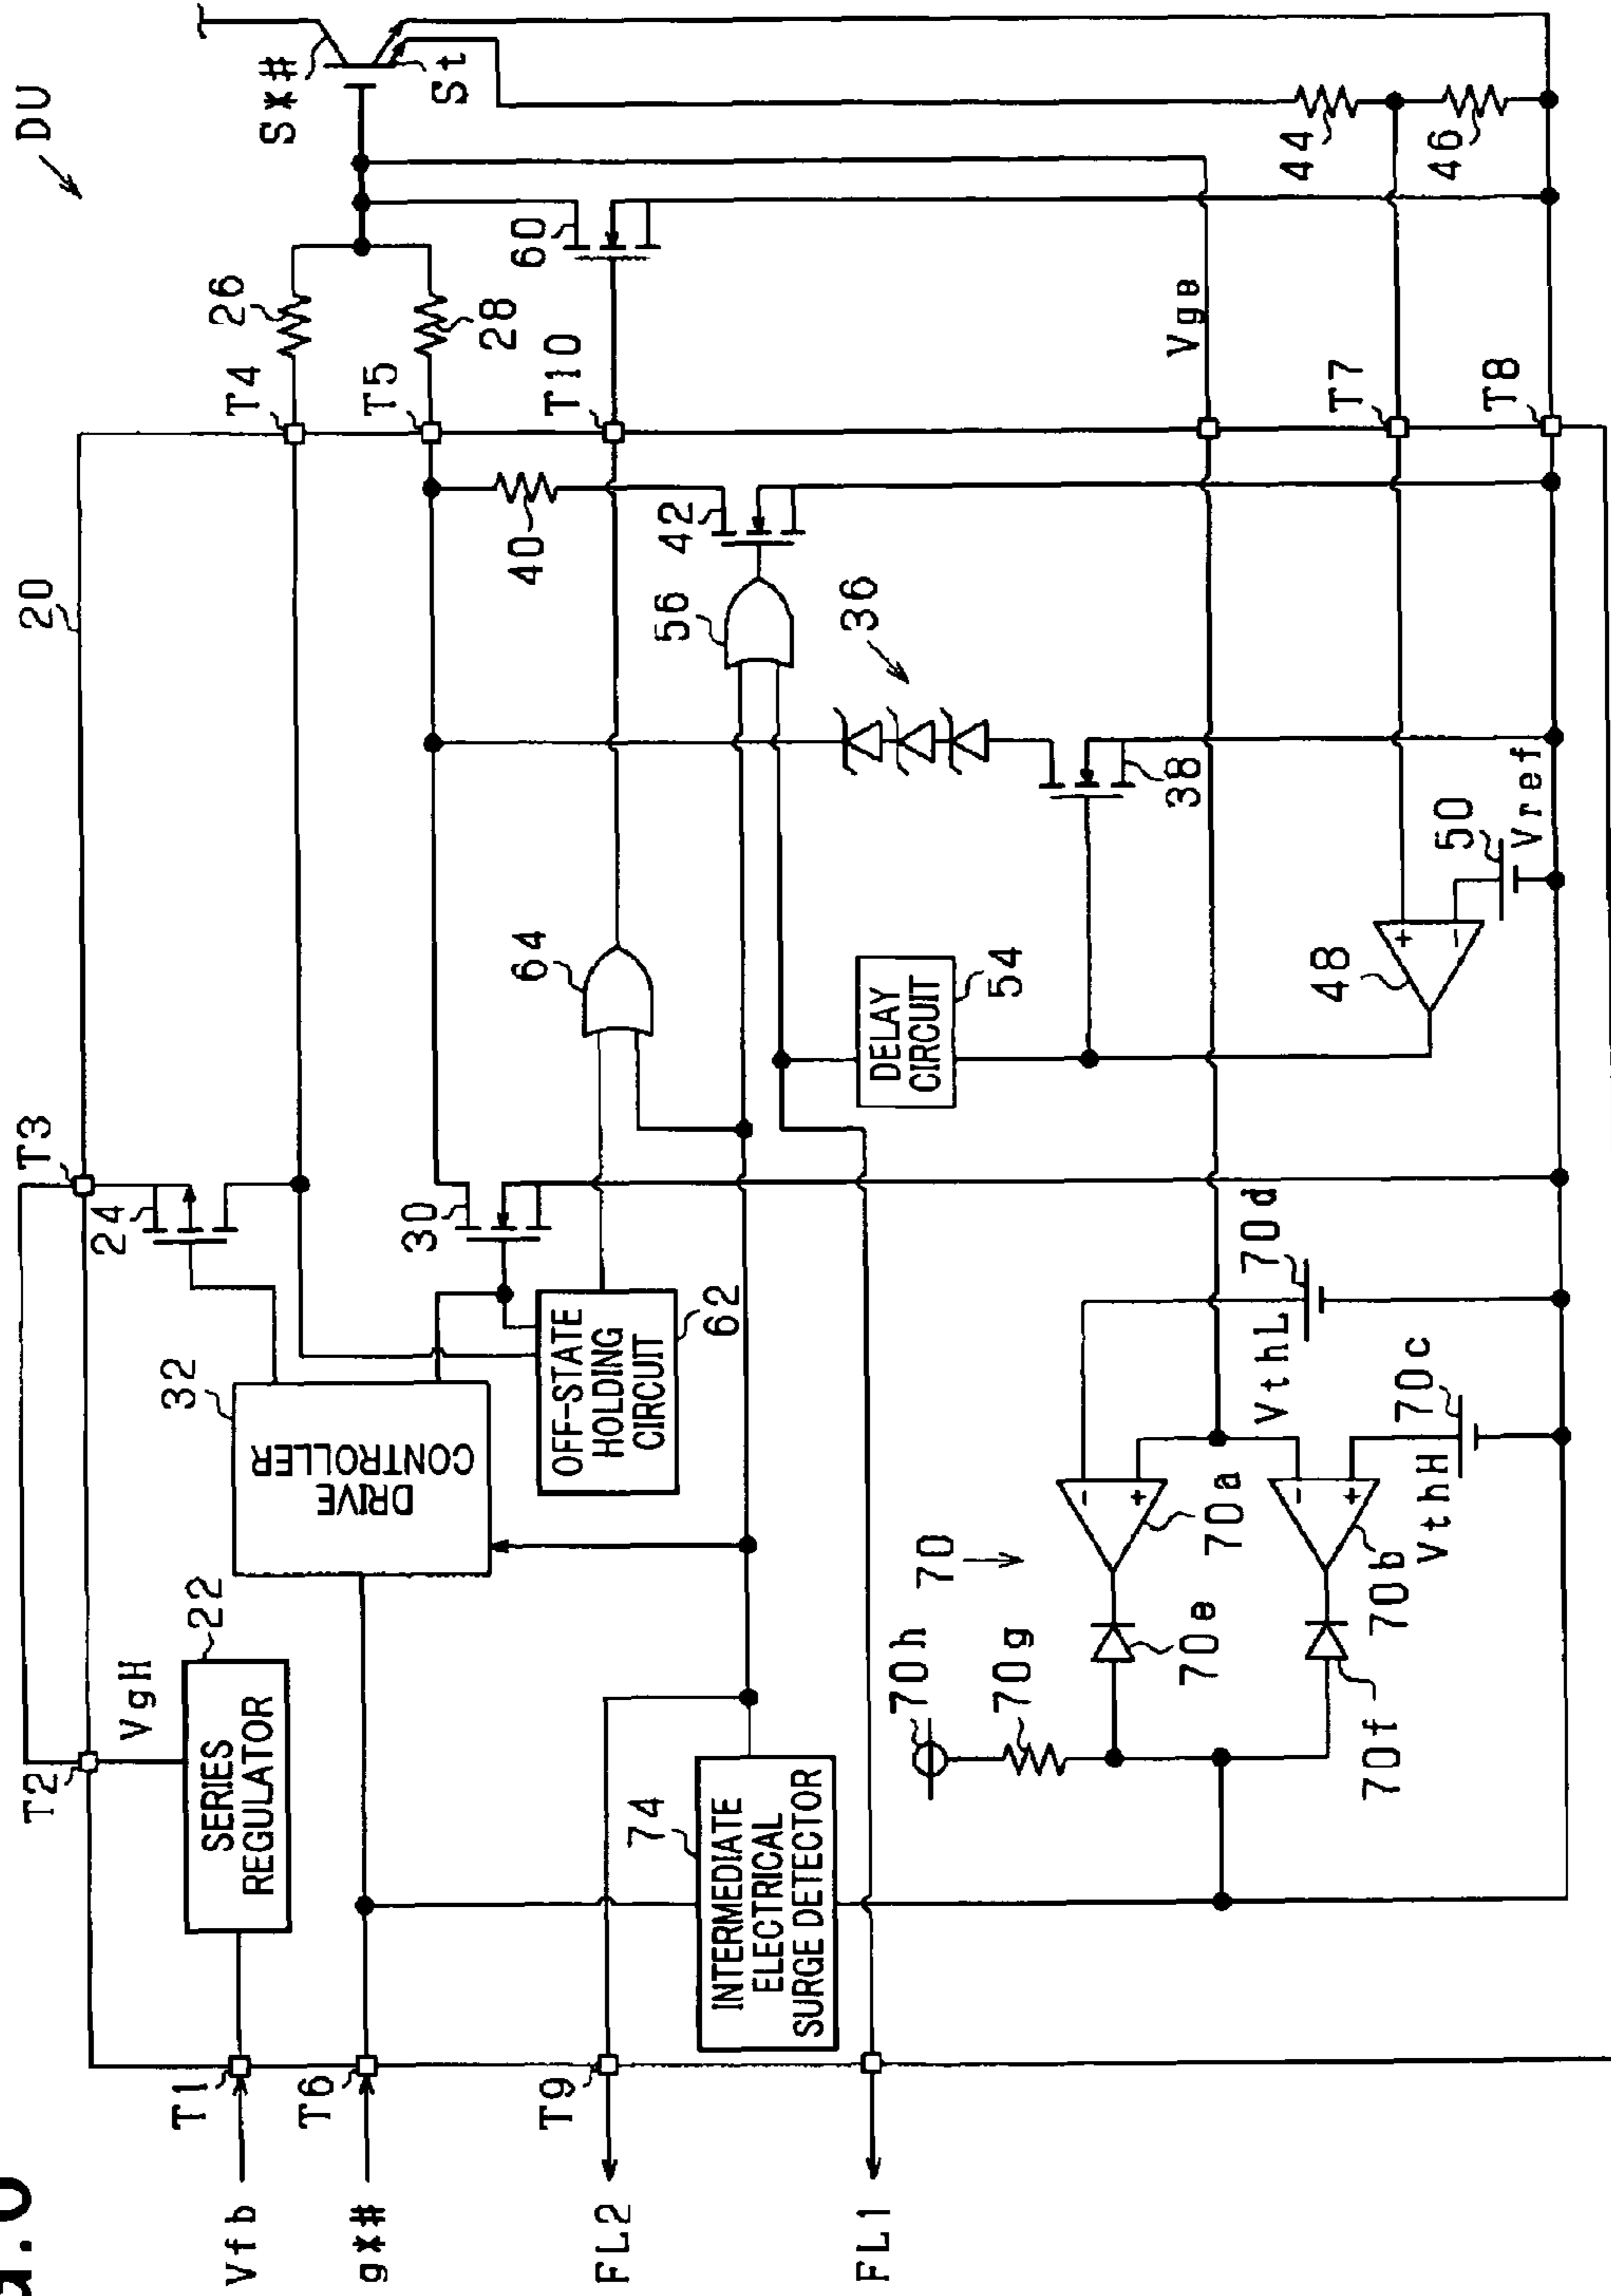 DU
S*#
St
20
T3
T4
26
T5
28
T10
60
24
30
40
42
56
36
38
64
44
46
Vge
T7
T8
T2
VgH
22
SERIES
REGULATOR
32
DRIVE
CONTROLLER
OFF-STATE
HOLDING
CIRCUIT
62
DELAY
CIRCUIT
54
48
+
-
50
Vref
74
INTERMEDIATE
ELECTRICAL
SURGE DETECTOR
70
70h
70g
70e
70f
70a
-
+
70b
-
+
VthL
70d
VthH
70c
T1
T6
T9
Vfb
g*#
FL2
FL1